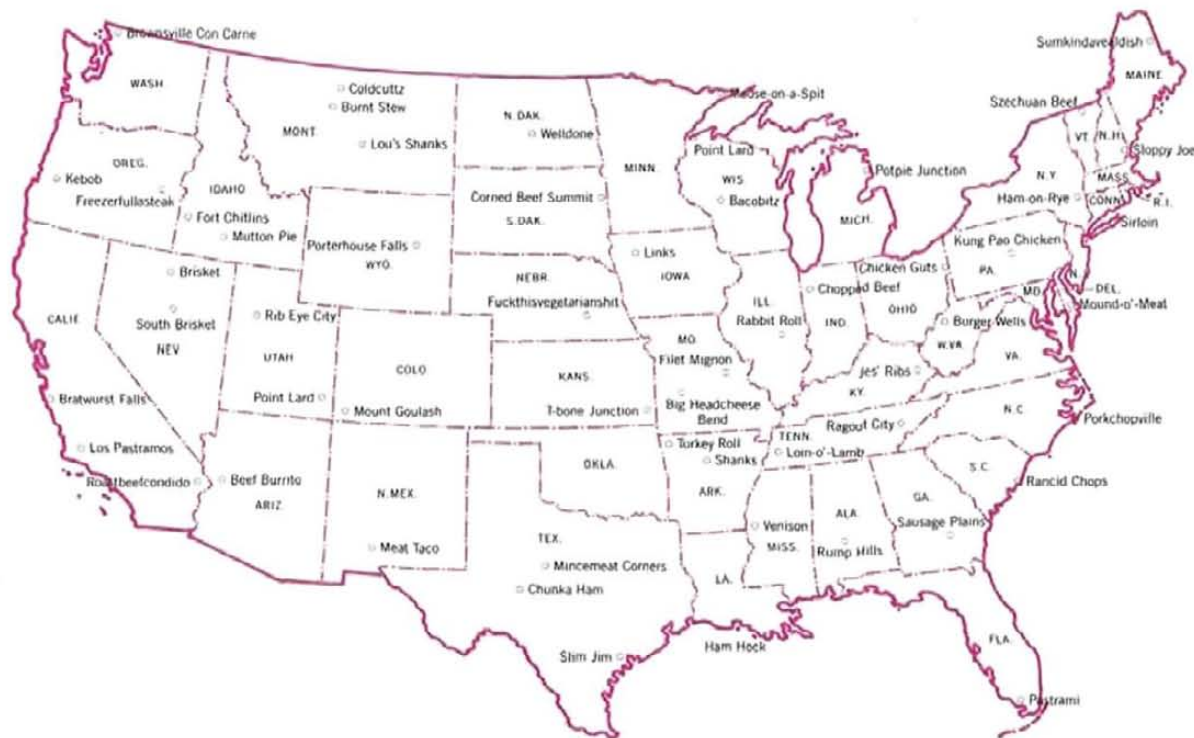 Brownsville Con Carne
WASH
Coldcuttz
Burnt Stew
MONT.
Lou's Shanks
N. DAK.
Welldone
MINN.
Moose-on-a-Spit
Sumkindavealdish
MAINE
Szechuan Beef
VT.
N.H.
Sloppy Joe
MASS.
CONN.
R.I.
Sirloin
N.Y.
Ham-on-Rye
Point Lard
WIS
Bacobitz
Potpie Junction
MICH.
OREG.
Kebob
Freezerfullasteak
IDAHO
Fort Chitlins
Mutton Pie
Porterhouse Falls
WYO.
Corned Beef Summit
S. DAK.
Links
IOWA
Kung Pao Chicken
PA.
Chicken Guts
OHIO
N.
DEL.
MD.
Mound-o'-Meat
Brisket
South Brisket
NEV
CALIF.
Rib Eye City
UTAH
Point Lard
NEBR.
Fuckthisvegetarianshit
COLO
Mount Goulash
KANS.
T-bone Junction
MO.
Filet Mignon
Big Headcheese
Bend
ILL.
Rabbit Roll
Chopped Beef
IND.
Burger Wells
W.VA.
VA.
Jes' Ribs
KY.
Bratwurst Falls
Los Pastramos
Roastbeefcondido
Beef Burrito
ARIZ.
N.MEX.
Meat Taco
OKLA.
Turkey Roll
Shanks
ARK.
TENN.
Ragout City
Loin-o'-Lamb
N.C
Porkchopville
S.C.
Rancid Chops
GA.
Sausage Plains
ALA
Rump Hills
Venison
MISS.
TEX.
Mincemeat Corners
Chunka Ham
Slim Jim
LA.
Ham Hock
FLA.
Pastrami